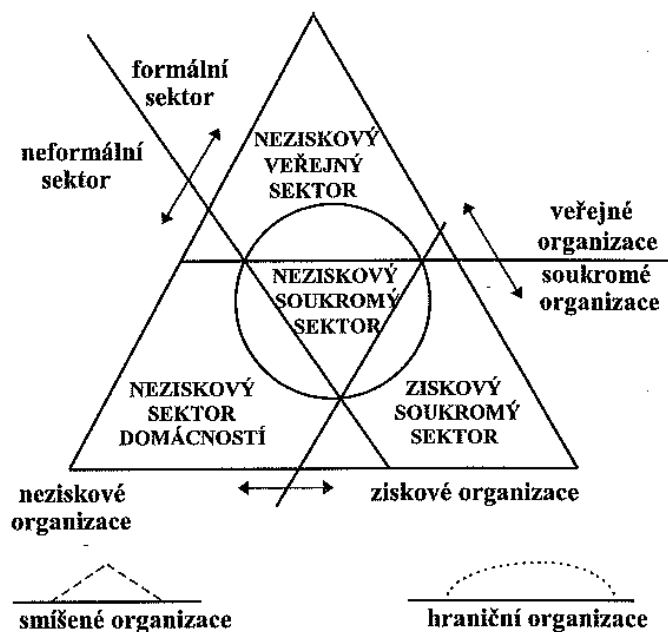 formální
sektor
neformální
sektor
NEZISKOVÝ
VEŘEJNÝ
SEKTOR
veřejné
organizace
soukromé
organizace
NEZISKOVÝ
SOUKROMÝ
SEKTOR
NEZISKOVÝ
SEKTOR
DOMÁCNOSTÍ
ZISKOVÝ
SOUKROMÝ
SEKTOR
neziskové
organizace
ziskové organizace
smíšené organizace
hraniční organizace